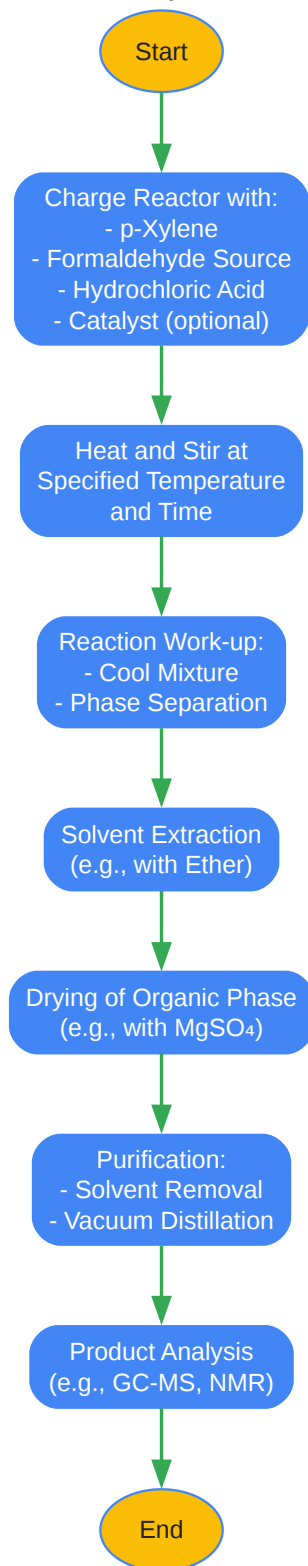 Start
Charge Reactor with:
- p-Xylene
- Formaldehyde Source
- Hydrochloric Acid
- Catalyst (optional)
Heat and Stir at
Specified Temperature
and Time
Reaction Work-up:
- Cool Mixture
- Phase Separation
Solvent Extraction
(e.g., with Ether)
Drying of Organic Phase
(e.g., with MgSO₄)
Purification:
- Solvent Removal
- Vacuum Distillation
Product Analysis
(e.g., GC-MS, NMR)
End